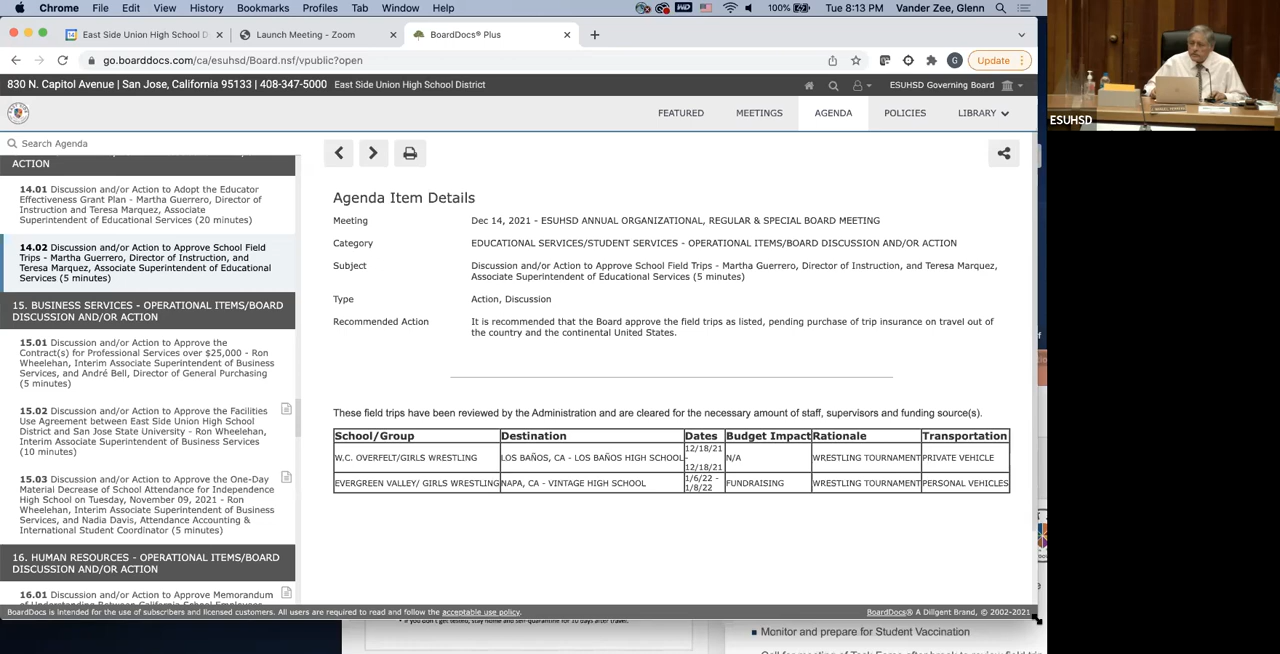 Chrome File Edit View History Bookmarks Profiles Tab Window Help 100% Tue 8:13 PM Vander Zee, Glenn
East Side Union High School D Launch Meeting - Zoom BoardDocs® Plus
go.boarddocs.com/ca/esuhsd/Board.nsf/vpublic?open Update
830 N. Capitol Avenue | San Jose, California 95133 | 408-347-5000 East Side Union High School District ESUHSD Governing Board
FEATURED MEETINGS AGENDA POLICIES LIBRARY
ESUHSD
Search Agenda
ACTION
14.01 Discussion and/or Action to Adopt the Educator
Effectiveness Grant Plan - Martha Guerrero, Director of
Instruction and Teresa Marquez, Associate
Superintendent of Educational Services (20 minutes)
14.02 Discussion and/or Action to Approve School Field
Trips - Martha Guerrero, Director of Instruction, and
Teresa Marquez, Associate Superintendent of Educational
Services (5 minutes)
15. BUSINESS SERVICES - OPERATIONAL ITEMS/BOARD
DISCUSSION AND/OR ACTION
15.01 Discussion and/or Action to Approve the
Contract(s) for Professional Services over $25,000 - Ron
Wheelehan, Interim Associate Superintendent of Business
Services, and André Bell, Director of General Purchasing
(5 minutes)
15.02 Discussion and/or Action to Approve the Facilities
Use Agreement between East Side Union High School
District and San Jose State University - Ron Wheelehan,
Interim Associate Superintendent of Business Services
(10 minutes)
15.03 Discussion and/or Action to Approve the One-Day
Material Decrease of School Attendance for Independence
High School on Tuesday, November 09, 2021 - Ron
Wheelehan, Interim Associate Superintendent of Business
Services, and Nadia Davis, Attendance Accounting &
International Student Coordinator (5 minutes)
16. HUMAN RESOURCES - OPERATIONAL ITEMS/BOARD
DISCUSSION AND/OR ACTION
16.01 Discussion and/or Action to Approve Memorandum
of Understanding Between California School Employees
Agenda Item Details
Meeting Dec 14, 2021 - ESUHSD ANNUAL ORGANIZATIONAL, REGULAR & SPECIAL BOARD MEETING
Category EDUCATIONAL SERVICES/STUDENT SERVICES - OPERATIONAL ITEMS/BOARD DISCUSSION AND/OR ACTION
Subject Discussion and/or Action to Approve School Field Trips - Martha Guerrero, Director of Instruction, and Teresa Marquez,
Associate Superintendent of Educational Services (5 minutes)
Type Action, Discussion
Recommended Action It is recommended that the Board approve the field trips as listed, pending purchase of trip insurance on travel out of
the country and the continental United States.
These field trips have been reviewed by the Administration and are cleared for the necessary amount of staff, supervisors and funding source(s).
School/Group Destination Dates Budget Impact Rationale Transportation
W.C. OVERFELT/GIRLS WRESTLING LOS BAÑOS, CA - LOS BAÑOS HIGH SCHOOL 12/18/21 - 12/18/21 N/A WRESTLING TOURNAMENT PRIVATE VEHICLE
EVERGREEN VALLEY/ GIRLS WRESTLING NAPA, CA - VINTAGE HIGH SCHOOL 1/6/22 - 1/8/22 FUNDRAISING WRESTLING TOURNAMENT PERSONAL VEHICLES
BoardDocs is intended for the use of subscribers and licensed customers. All users are required to read and follow the acceptable use policy. BoardDocs® A Diligent Brand, © 2002-2021
• If you don't get tested, stay home and self-quarantine for 10 days after travel.
Monitor and prepare for Student Vaccination